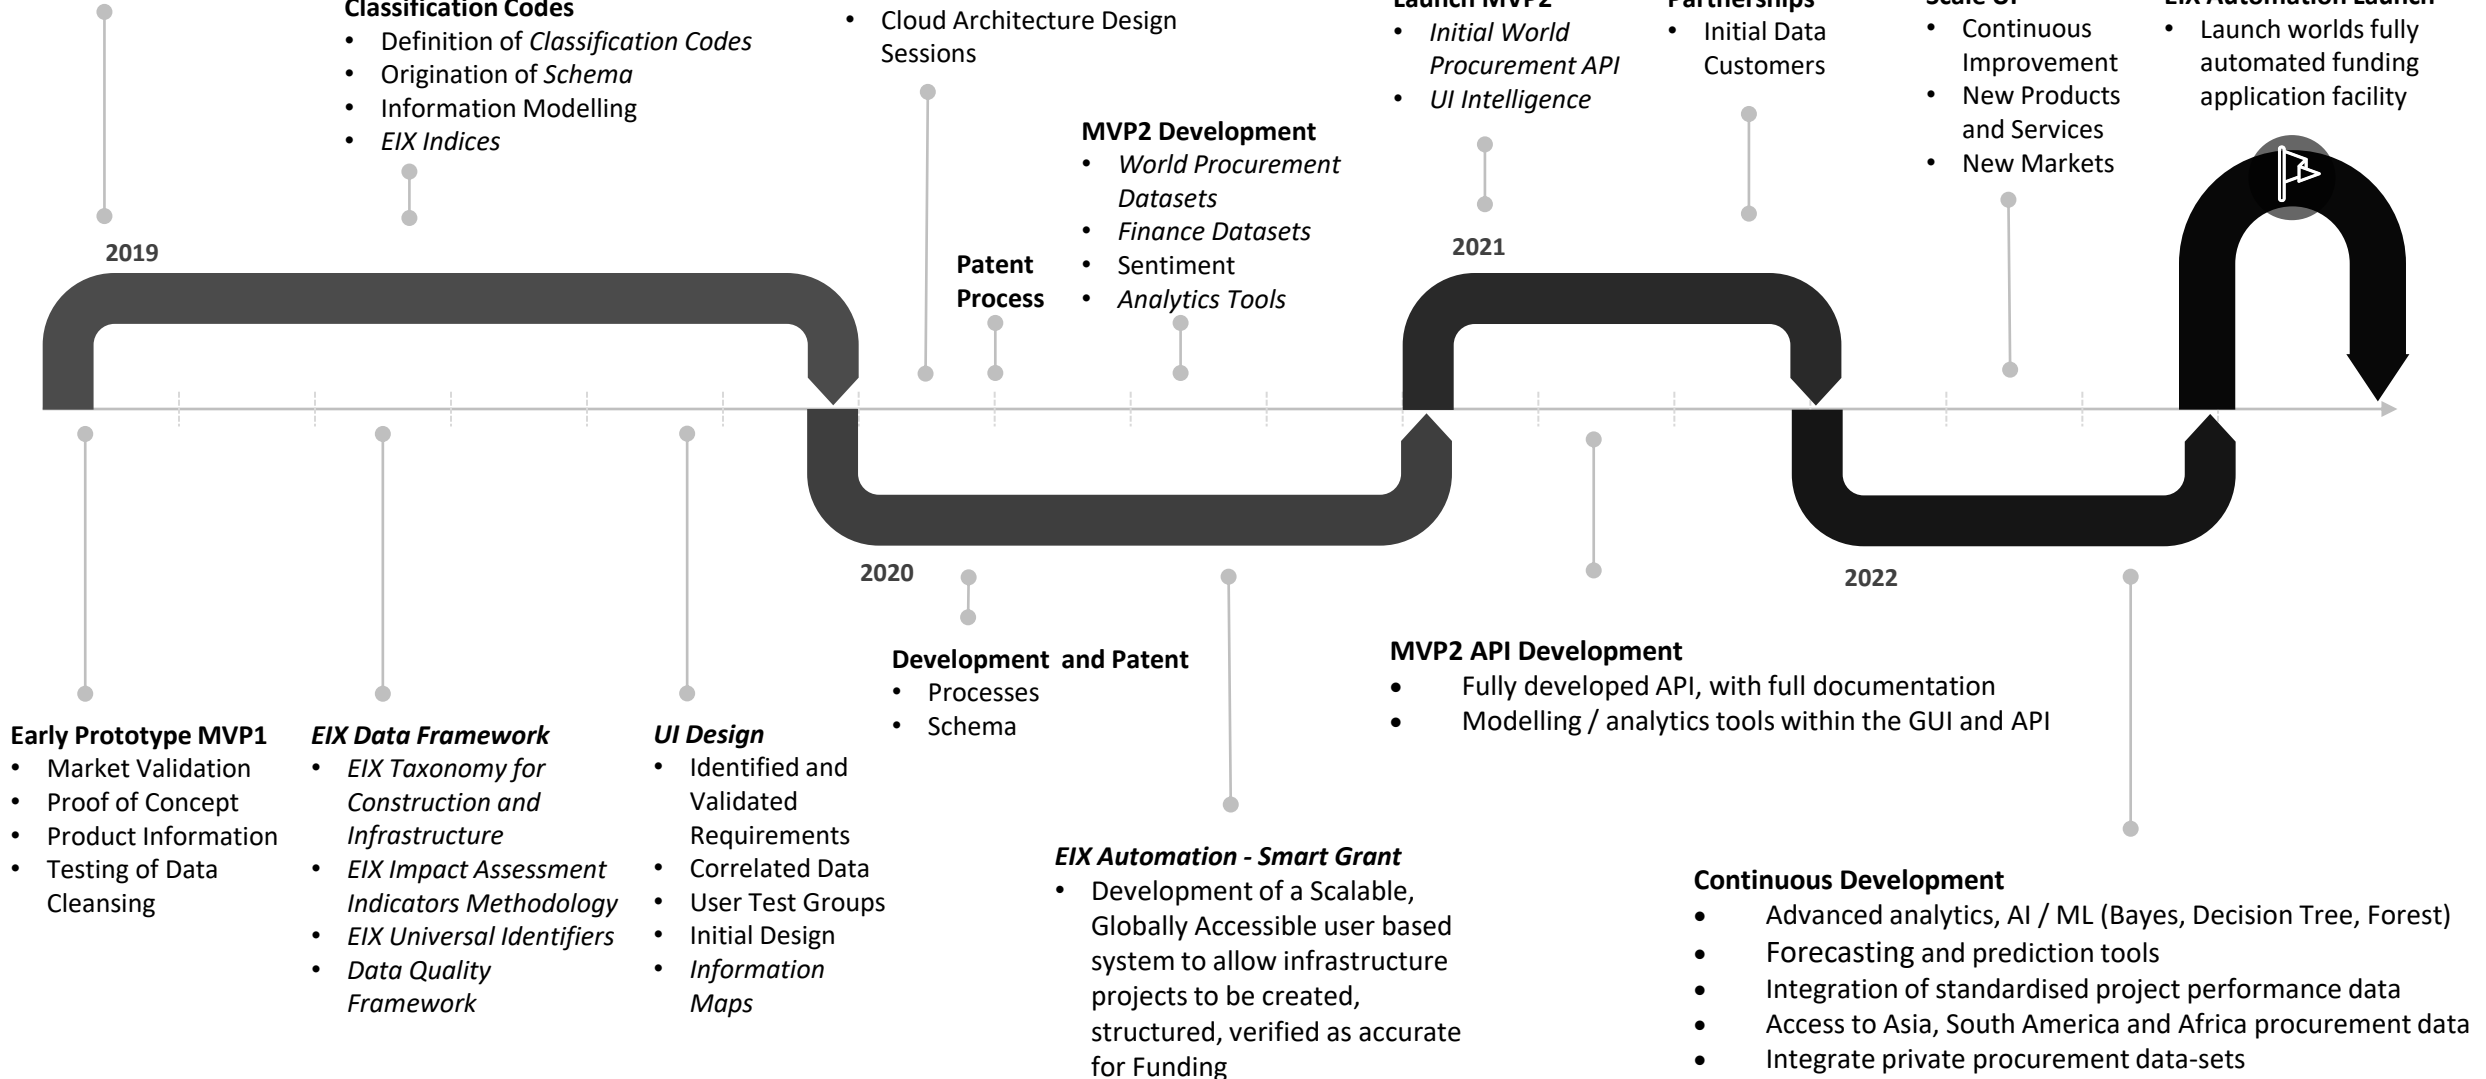 Classification Codes
• Definition of Classification Codes
• Origination of Schema
• Information Modelling
• EIX Indices
• Cloud Architecture Design
Sessions
MVP2 Development
• World Procurement
Datasets
• Finance Datasets
• Sentiment
• Analytics Tools
Patent
Process
Launch MVP2
• Initial World
Procurement API
• UI Intelligence
Partnerships
• Initial Data
Customers
• Continuous
Improvement
• New Products
and Services
• New Markets
EIX Automation Launch
• Launch worlds fully
automated funding
application facility
2019
2021
2020
2022
Early Prototype MVP1
• Market Validation
• Proof of Concept
• Product Information
• Testing of Data
Cleansing
EIX Data Framework
• EIX Taxonomy for
Construction and
Infrastructure
• EIX Impact Assessment
Indicators Methodology
• EIX Universal Identifiers
• Data Quality
Framework
UI Design
• Identified and
Validated
Requirements
• Correlated Data
• User Test Groups
• Initial Design
• Information
Maps
Development and Patent
• Processes
• Schema
EIX Automation - Smart Grant
• Development of a Scalable,
Globally Accessible user based
system to allow infrastructure
projects to be created,
structured, verified as accurate
for Funding
MVP2 API Development
• Fully developed API, with full documentation
• Modelling / analytics tools within the GUI and API
Continuous Development
• Advanced analytics, AI / ML (Bayes, Decision Tree, Forest)
• Forecasting and prediction tools
• Integration of standardised project performance data
• Access to Asia, South America and Africa procurement data
• Integrate private procurement data-sets